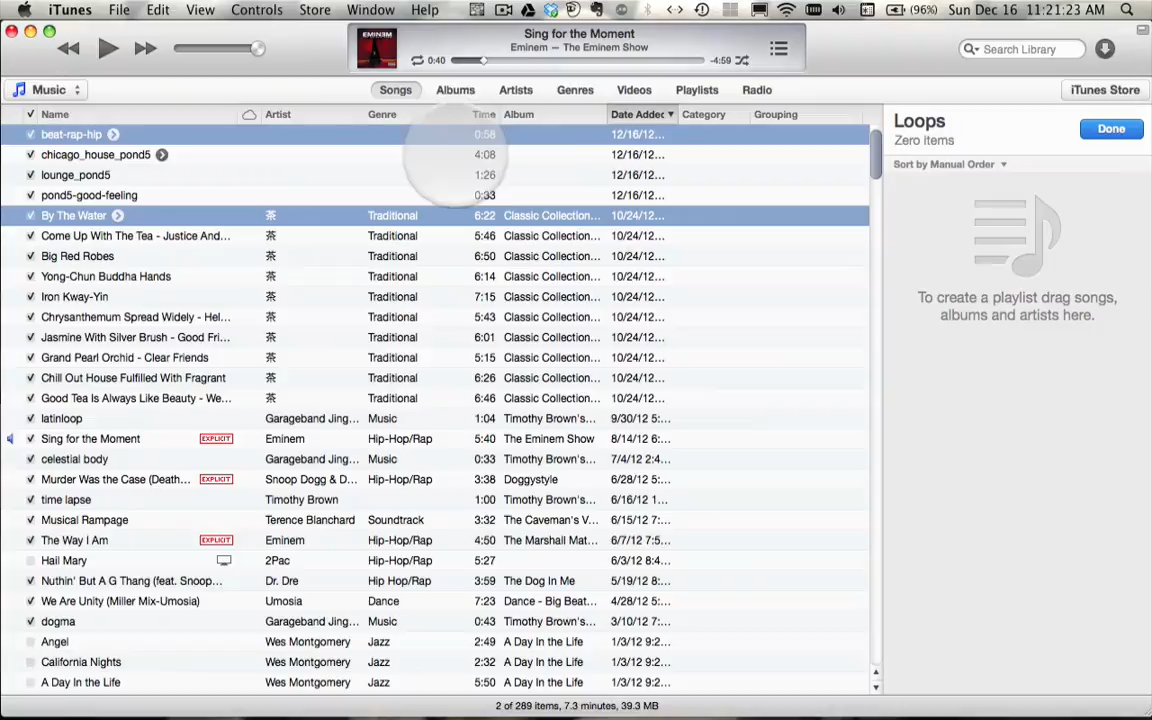 iTunes File Edit View Controls Store Window Help (96%) Sun Dec 16 11:21:23 AM
Sing for the Moment
Eminem — The Eminem Show
0:40 -4:59
Search Library
Music Songs Albums Artists Genres Videos Playlists Radio iTunes Store
Name Artist Genre Time Album Date Added Category Grouping
beat-rap-hip 0:58 12/16/12...
chicago_house_pond5 4:08 12/16/12...
lounge_pond5 1:26 12/16/12...
pond5-good-feeling 0:33 12/16/12...
By The Water 茶 Traditional 6:22 Classic Collection... 10/24/12...
Come Up With The Tea - Justice And... 茶 Traditional 5:46 Classic Collection... 10/24/12...
Big Red Robes 茶 Traditional 6:50 Classic Collection... 10/24/12...
Yong-Chun Buddha Hands 茶 Traditional 6:14 Classic Collection... 10/24/12...
Iron Kway-Yin 茶 Traditional 7:15 Classic Collection... 10/24/12...
Chrysanthemum Spread Widely - Hel... 茶 Traditional 5:43 Classic Collection... 10/24/12...
Jasmine With Silver Brush - Good Fri... 茶 Traditional 6:01 Classic Collection... 10/24/12...
Grand Pearl Orchid - Clear Friends 茶 Traditional 5:15 Classic Collection... 10/24/12...
Chill Out House Fulfilled With Fragrant 茶 Traditional 6:26 Classic Collection... 10/24/12...
Good Tea Is Always Like Beauty - We... 茶 Traditional 6:46 Classic Collection... 10/24/12...
latinloop Garageband Jing... Music 1:04 Timothy Brown's... 9/30/12 5:...
Sing for the Moment EXPLICIT Eminem Hip-Hop/Rap 5:40 The Eminem Show 8/14/12 6:...
celestial body Garageband Jing... Music 0:33 Timothy Brown's... 7/4/12 2:4...
Murder Was the Case (Death... EXPLICIT Snoop Dogg & D... Hip-Hop/Rap 3:38 Doggystyle 6/28/12 5:...
time lapse Timothy Brown 1:00 Timothy Brown's... 6/16/12 1...
Musical Rampage Terence Blanchard Soundtrack 3:32 The Caveman's V... 6/15/12 7:...
The Way I Am EXPLICIT Eminem Hip-Hop/Rap 4:50 The Marshall Mat... 6/7/12 7:5...
Hail Mary 2Pac Hip-Hop/Rap 5:27 6/3/12 8:4...
Nuthin' But A G Thang (feat. Snoop... Dr. Dre Hip Hop/Rap 3:59 The Dog In Me 5/19/12 8:...
We Are Unity (Miller Mix-Umosia) Umosia Dance 7:23 Dance - Big Beat... 4/28/12 5:...
dogma Garageband Jing... Music 0:43 Timothy Brown's... 3/10/12 7:...
Angel Wes Montgomery Jazz 2:49 A Day In the Life 1/3/12 9:2...
California Nights Wes Montgomery Jazz 2:32 A Day In the Life 1/3/12 9:2...
A Day In the Life Wes Montgomery Jazz 5:50 A Day In the Life 1/3/12 9:2...
Loops
Zero items
Done
Sort by Manual Order
To create a playlist drag songs,
albums and artists here.
2 of 289 items, 7.3 minutes, 39.3 MB